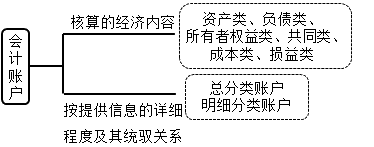 会计账户
核算的经济内容
资产类、负债类、
所有者权益类、共同类、
成本类、损益类
按提供信息的详细
程度及其统驭关系
总分类账户
明细分类账户